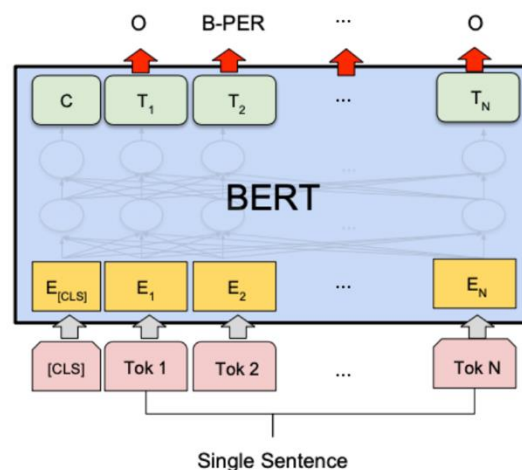 O B-PER ... O
C T1 T2 ... TN
...
BERT
...
E[CLS] E1 E2 ... EN
[CLS] Tok 1 Tok 2 ... Tok N
Single Sentence